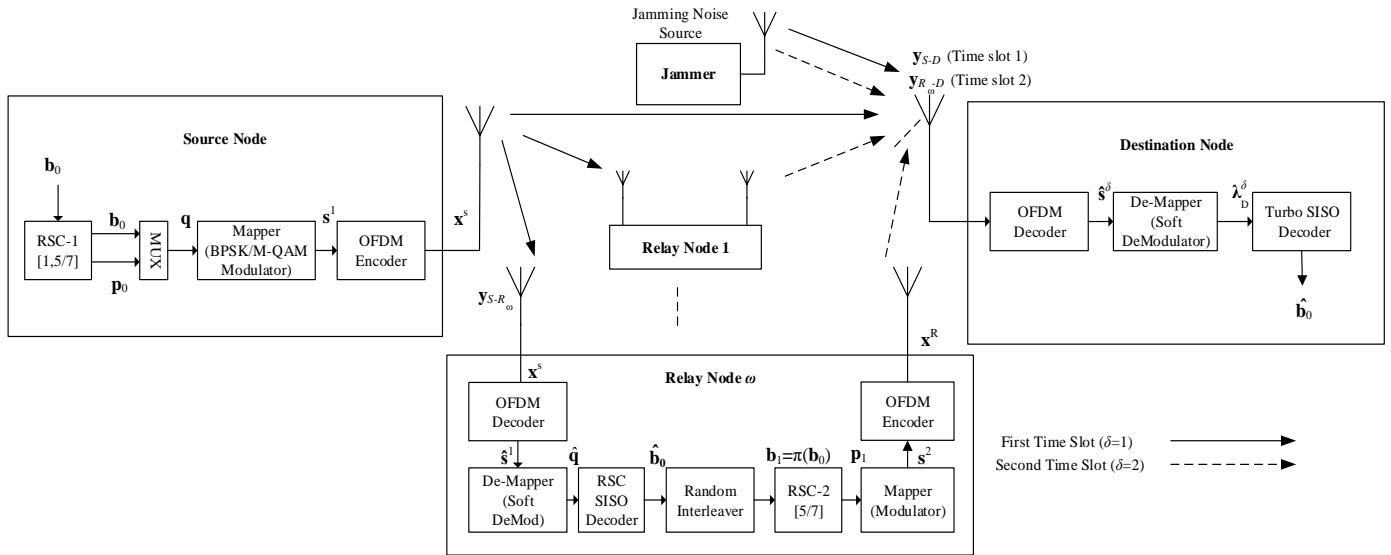 Jamming Noise
Source
Jammer
y_{S-D} (Time slot 1)
y_{R_ω-D} (Time slot 2)
Source Node
b_0
RSC-1
[1,5/7]
b_0
p_0
MUX
q
Mapper
(BPSK/M-QAM
Modulator)
s^1
OFDM
Encoder
x^s
Relay Node 1
Destination Node
OFDM
Decoder
ŝ^δ
De-Mapper
(Soft
DeModulator)
λ_D^δ
Turbo SISO
Decoder
b̂_0
y_{S-R_ω}
x^s
x^R
Relay Node ω
OFDM
Decoder
ŝ^1
De-Mapper
(Soft
DeMod)
q̂
RSC
SISO
Decoder
b̂_0
Random
Interleaver
b_1=π(b_0)
RSC-2
[5/7]
p_1
Mapper
(Modulator)
s^2
OFDM
Encoder
First Time Slot (δ=1)
Second Time Slot (δ=2)